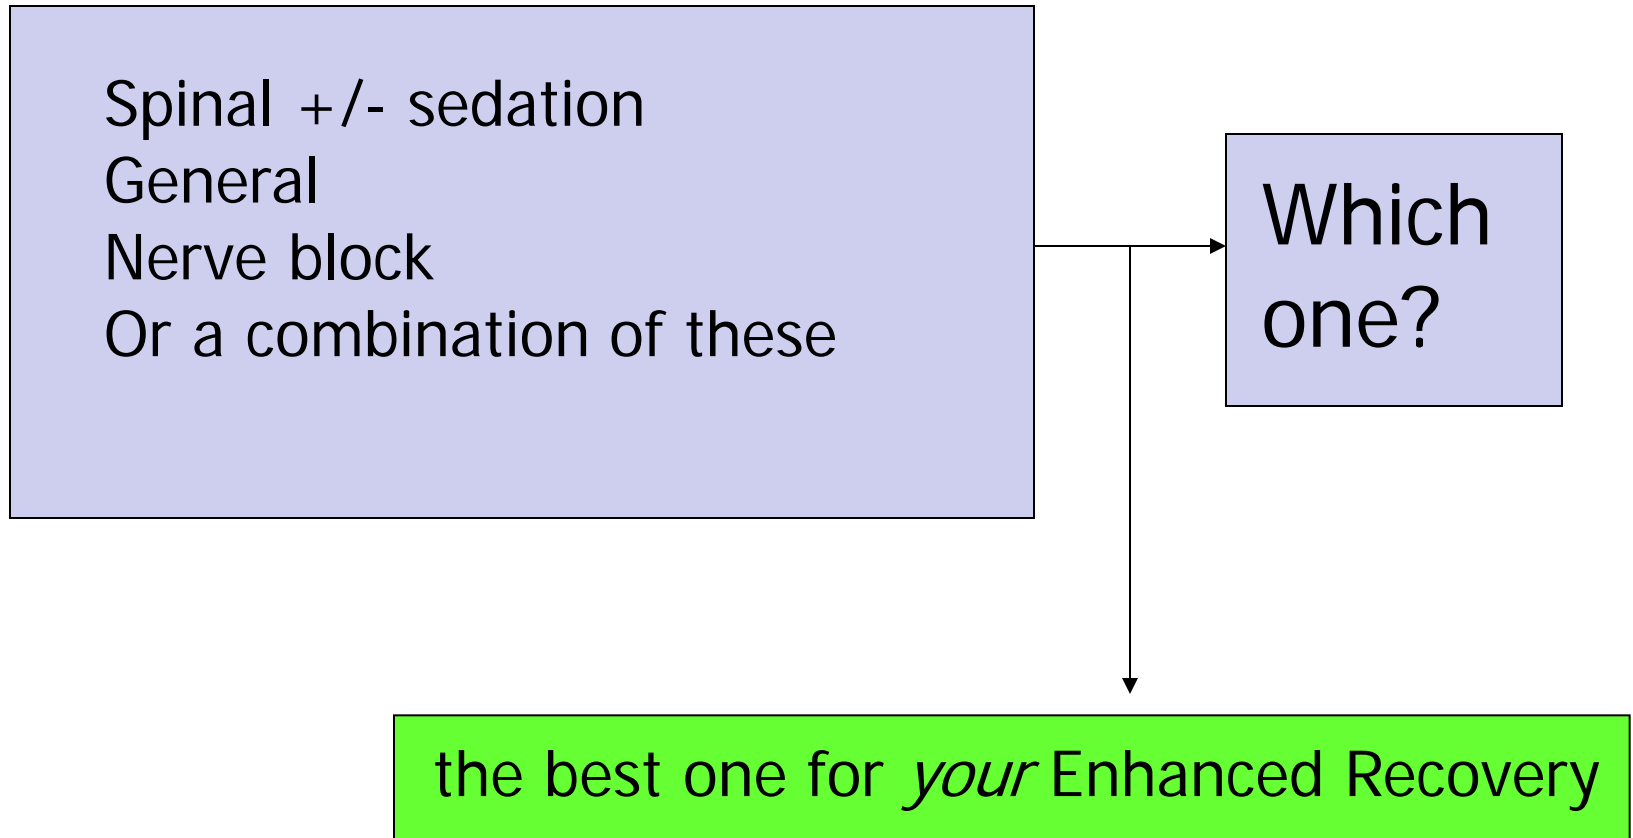 Spinal +/- sedation
General
Nerve block
Or a combination of these
Which
one?
the best one for your Enhanced Recovery